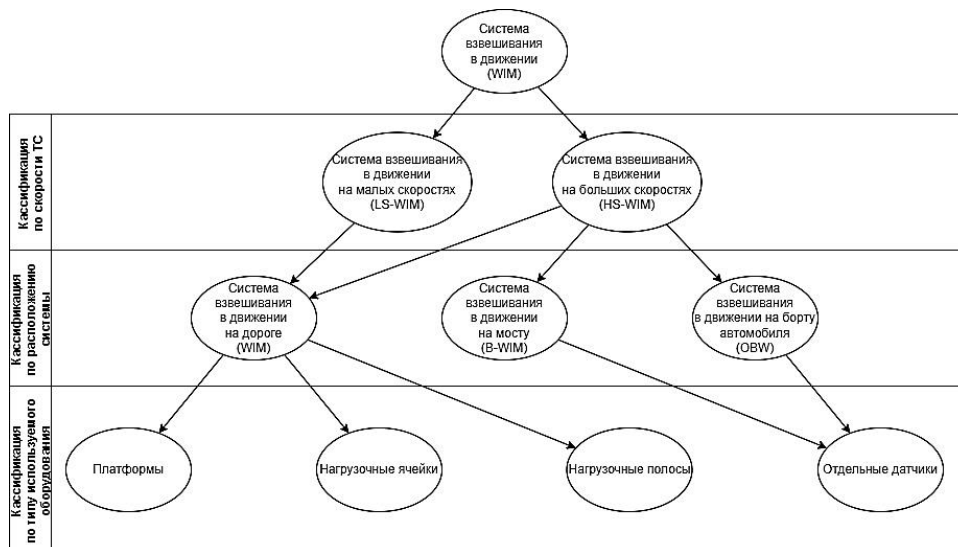 Система
взвешивания
в движении
(WIM)
Кассификация
по скорости ТС
Система взвешивания
в движении
на малых скоростях
(LS-WIM)
Система взвешивания
в движении
на больших скоростях
(HS-WIM)
Кассификация
по расположению
системы
Система
взвешивания
в движении
на дороге
(WIM)
Система
взвешивания
в движении
на мосту
(B-WIM)
Система
взвешивания
в движении на борту
автомобиля
(OBW)
Кассификация
по типу используемого
оборудования
Платформы
Нагрузочные ячейки
Нагрузочные полосы
Отдельные датчики